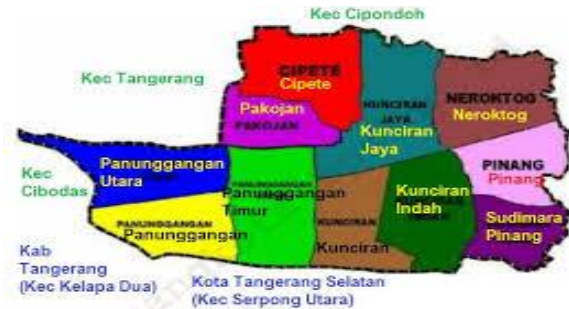 Kec Cipondoh
Kec Tangerang
CIPETE
Cipete
Pakojan
PAKOJAN
KUNCIRAN
JAYA
Kunciran
Jaya
NEROKTOG
Neroktog
Kec
Cibodas
Panunggangan
Utara
Panunggangan
Timur
PANUNGGANGAN
Panunggangan
KUNCIRAN
Kunciran
Kunciran
Indah
PINANG
Pinang
Sudimara
Pinang
Kab
Tangerang
(Kec Kelapa Dua)
Kota Tangerang Selatan
(Kec Serpong Utara)